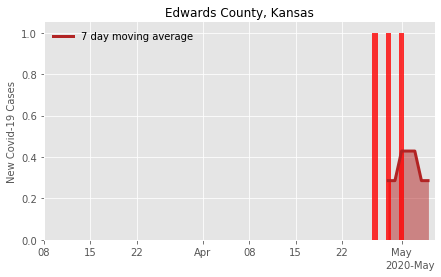 Edwards County, Kansas
7 day moving average
New Covid-19 Cases
1.0
0.8
0.6
0.4
0.2
0.0
08 15 22 Apr 08 15 22 May
2020-May